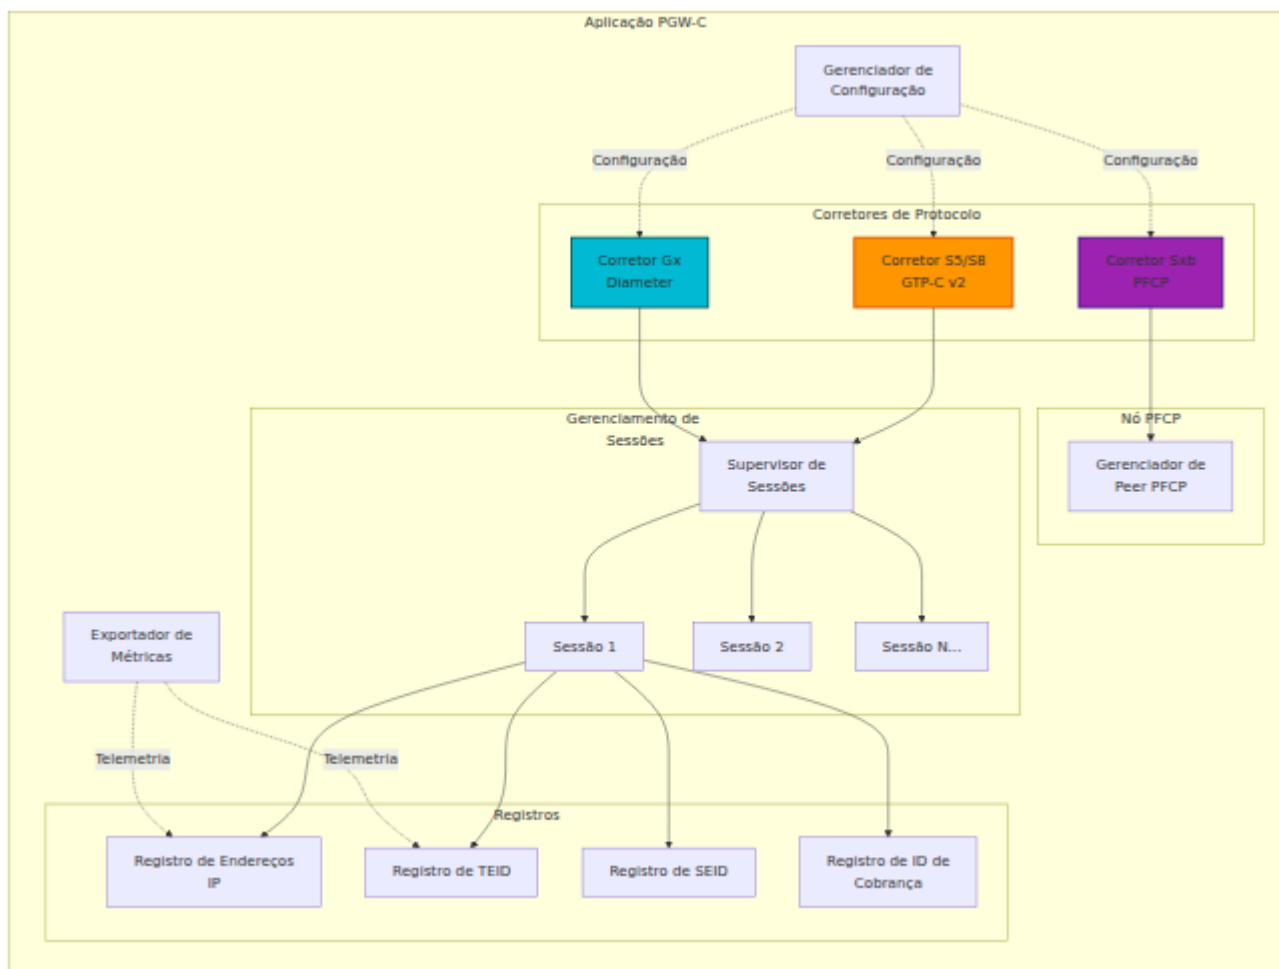 Aplicação PGW-C
Gerenciador de
Configuração
Configuração
Configuração
Configuração
Corretores de Protocolo
Corretor Gx
Diameter
Corretor S5/S8
GTP-C v2
Corretor Sxb
PFCP
Gerenciamento de
Sessões
Nó PFCP
Supervisor de
Sessões
Gerenciador de
Peer PFCP
Exportador de
Métricas
Sessão 1
Sessão 2
Sessão N...
Telemetria
Telemetria
Registros
Registro de Endereços
IP
Registro de TEID
Registro de SEID
Registro de ID de
Cobrança